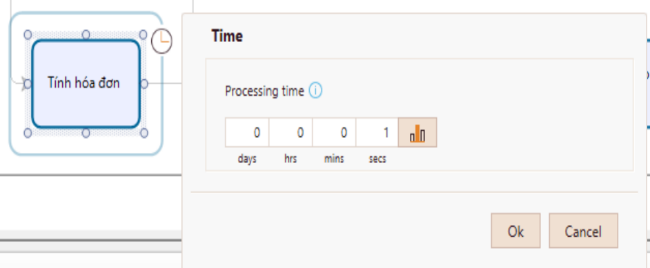 Tính hóa đơn
Time
Processing time
0 0 0 1
days hrs mins secs
Ok Cancel